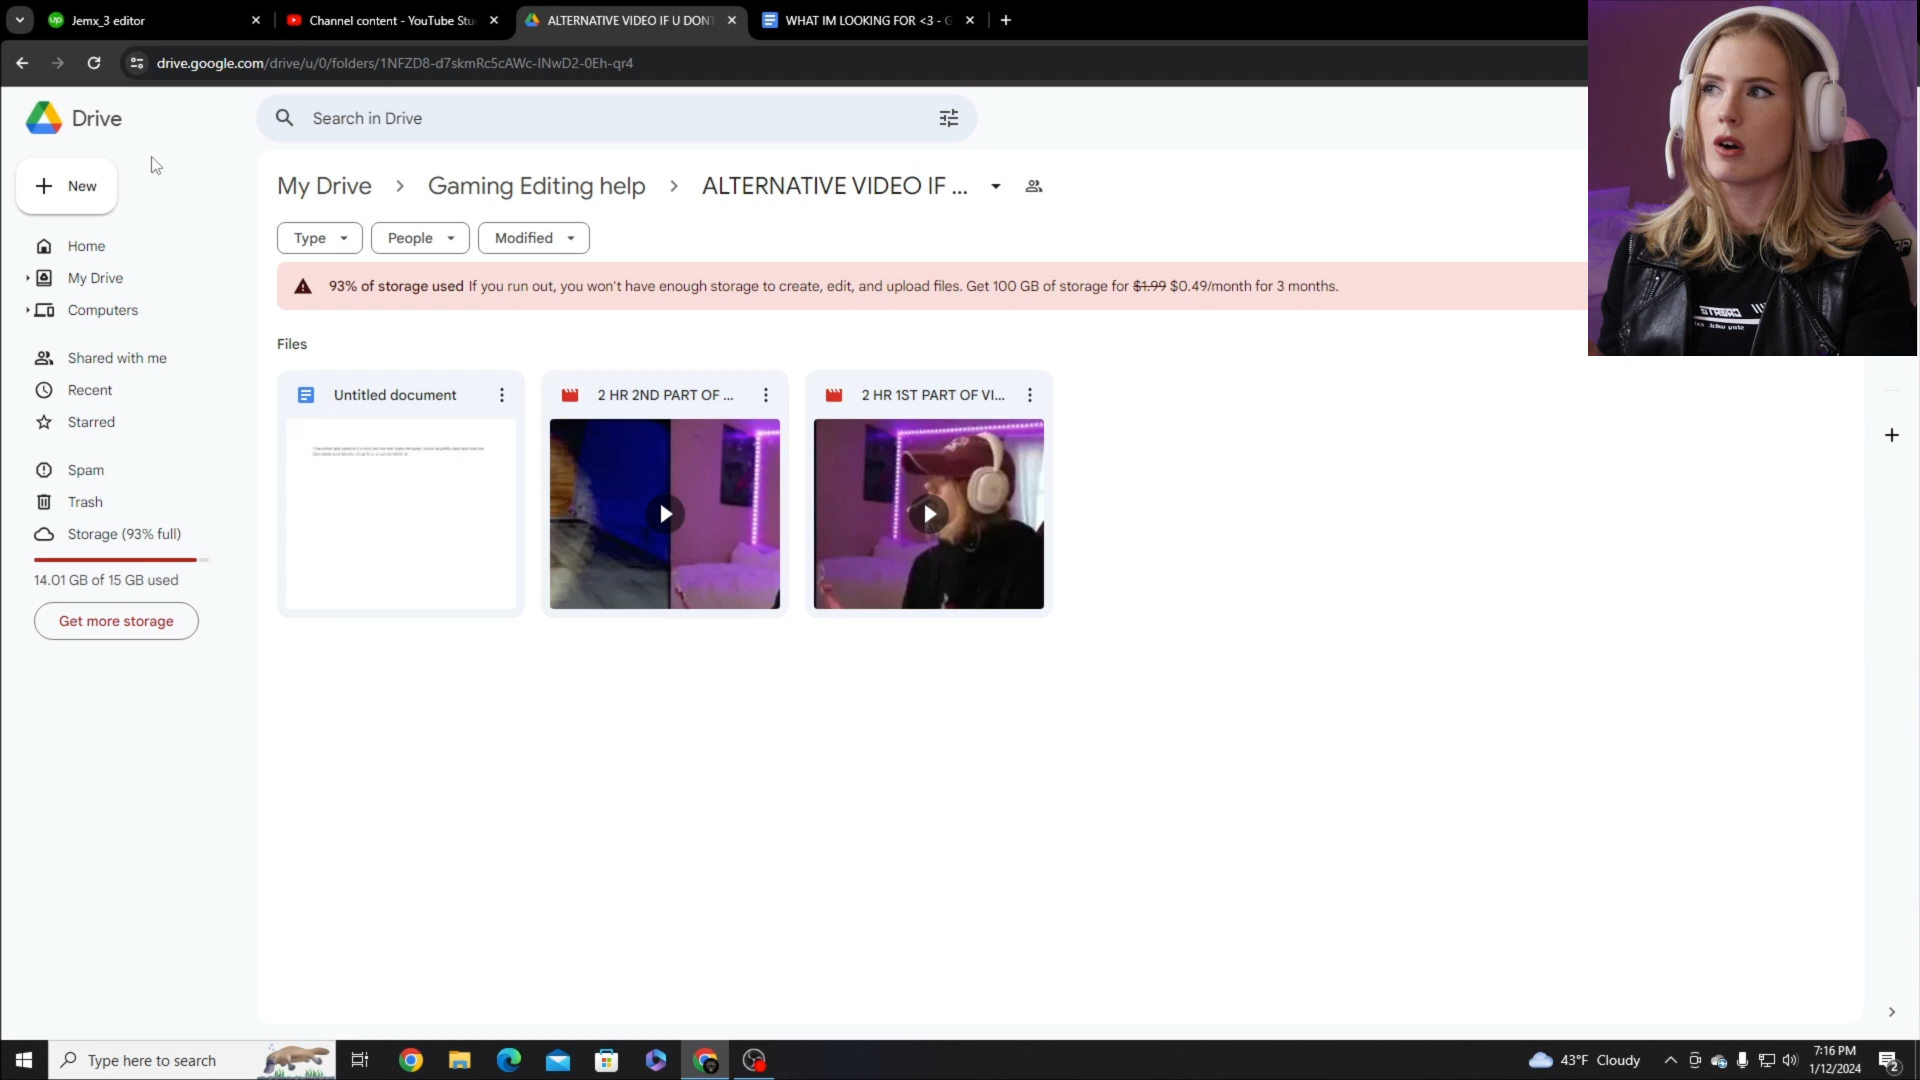 Jemx_3 editor
Channel content - YouTube Stu
ALTERNATIVE VIDEO IF U DON'T
WHAT IM LOOKING FOR <3 - G
drive.google.com/drive/u/0/folders/1NFZD8-d7skmRc5cAWc-INwD2-0Eh-qr4
Drive
Search in Drive
New
My Drive > Gaming Editing help > ALTERNATIVE VIDEO IF ...
Type
People
Modified
Home
My Drive
Computers
Shared with me
Recent
Starred
Spam
Trash
Storage (93% full)
14.01 GB of 15 GB used
Get more storage
93% of storage used If you run out, you won't have enough storage to create, edit, and upload files. Get 100 GB of storage for $1.99 $0.49/month for 3 months.
Files
Untitled document
2 HR 2ND PART OF ...
2 HR 1ST PART OF VI...
Type here to search
43°F Cloudy
7:16 PM
1/12/2024
2